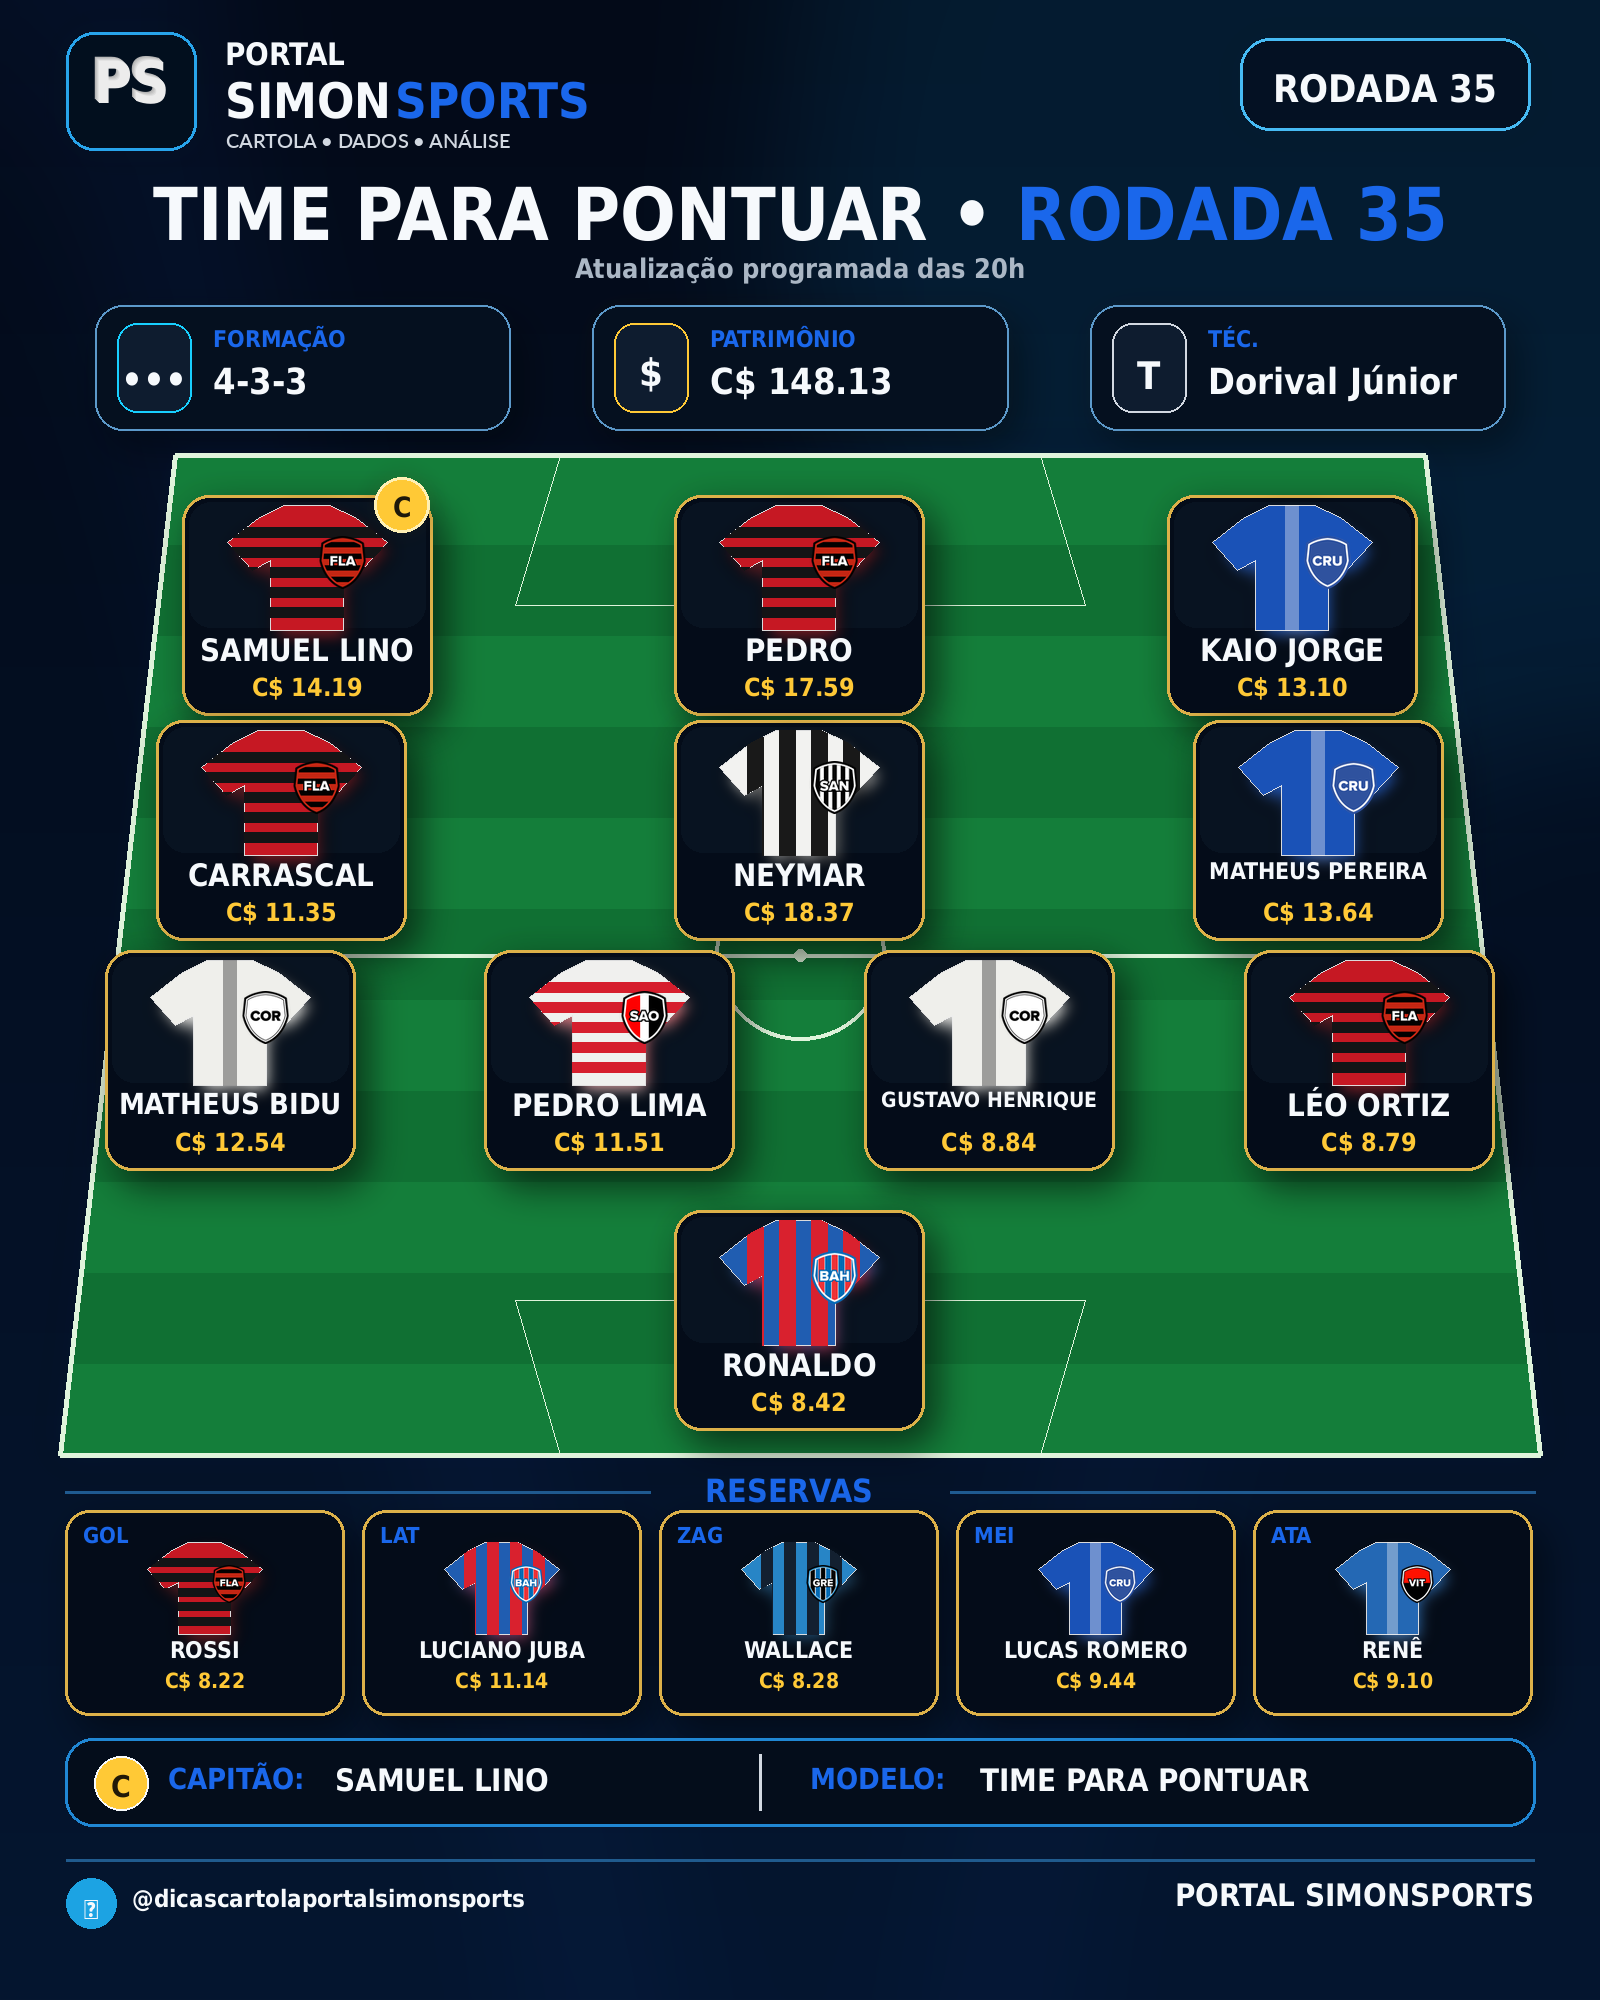 PS
PORTAL
SIMONSPORTS
CARTOLA • DADOS • ANÁLISE
RODADA 35
TIME PARA PONTUAR • RODADA 35
Atualização programada das 20h
FORMAÇÃO
4-3-3
$
PATRIMÔNIO
C$ 148.13
T
TÉC.
Dorival Júnior
C
FLA
SAMUEL LINO
C$ 14.19
FLA
PEDRO
C$ 17.59
CRU
KAIO JORGE
C$ 13.10
FLA
CARRASCAL
C$ 11.35
SAN
NEYMAR
C$ 18.37
CRU
MATHEUS PEREIRA
C$ 13.64
COR
MATHEUS BIDU
C$ 12.54
SAO
PEDRO LIMA
C$ 11.51
COR
GUSTAVO HENRIQUE
C$ 8.84
FLA
LÉO ORTIZ
C$ 8.79
BAH
RONALDO
C$ 8.42
RESERVAS
GOL
FLA
ROSSI
C$ 8.22
LAT
BAH
LUCIANO JUBA
C$ 11.14
ZAG
GRE
WALLACE
C$ 8.28
MEI
CRU
LUCAS ROMERO
C$ 9.44
ATA
VIT
RENÊ
C$ 9.10
C CAPITÃO: SAMUEL LINO
MODELO: TIME PARA PONTUAR
@dicascartolaportalsimonsports
PORTAL SIMONSPORTS